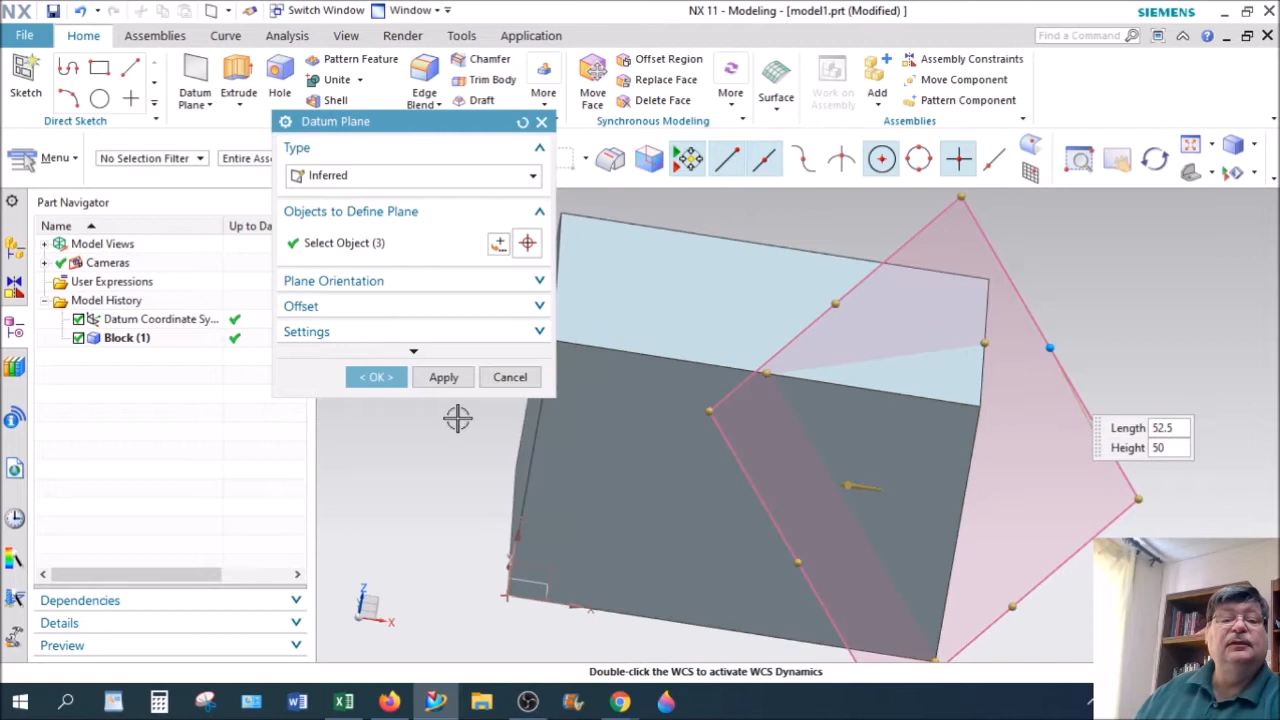 Switch Window Window NX 11 - Modeling - [model1.prt (Modified) ] SIEMENS
File Home Assemblies Curve Analysis View Render Tools Application Find a Command
Sketch Datum Plane Extrude Hole Pattern Feature Unite Shell Edge Blend Chamfer Trim Body Draft More Move Face Offset Region Replace Face Delete Face More Surface Work on Assembly Add Assembly Constraints Move Component Pattern Component
Direct Sketch Synchronous Modeling Assemblies
Menu No Selection Filter Entire Ass
Datum Plane
Type
Inferred
Objects to Define Plane
Select Object (3)
Plane Orientation
Offset
Settings
< OK > Apply Cancel
Part Navigator
Name Up to Da
Model Views
Cameras
User Expressions
Model History
Datum Coordinate Sy...
Block (1)
Dependencies
Details
Preview
Length 52.5
Height 50
Z
X
X
Double-click the WCS to activate WCS Dynamics